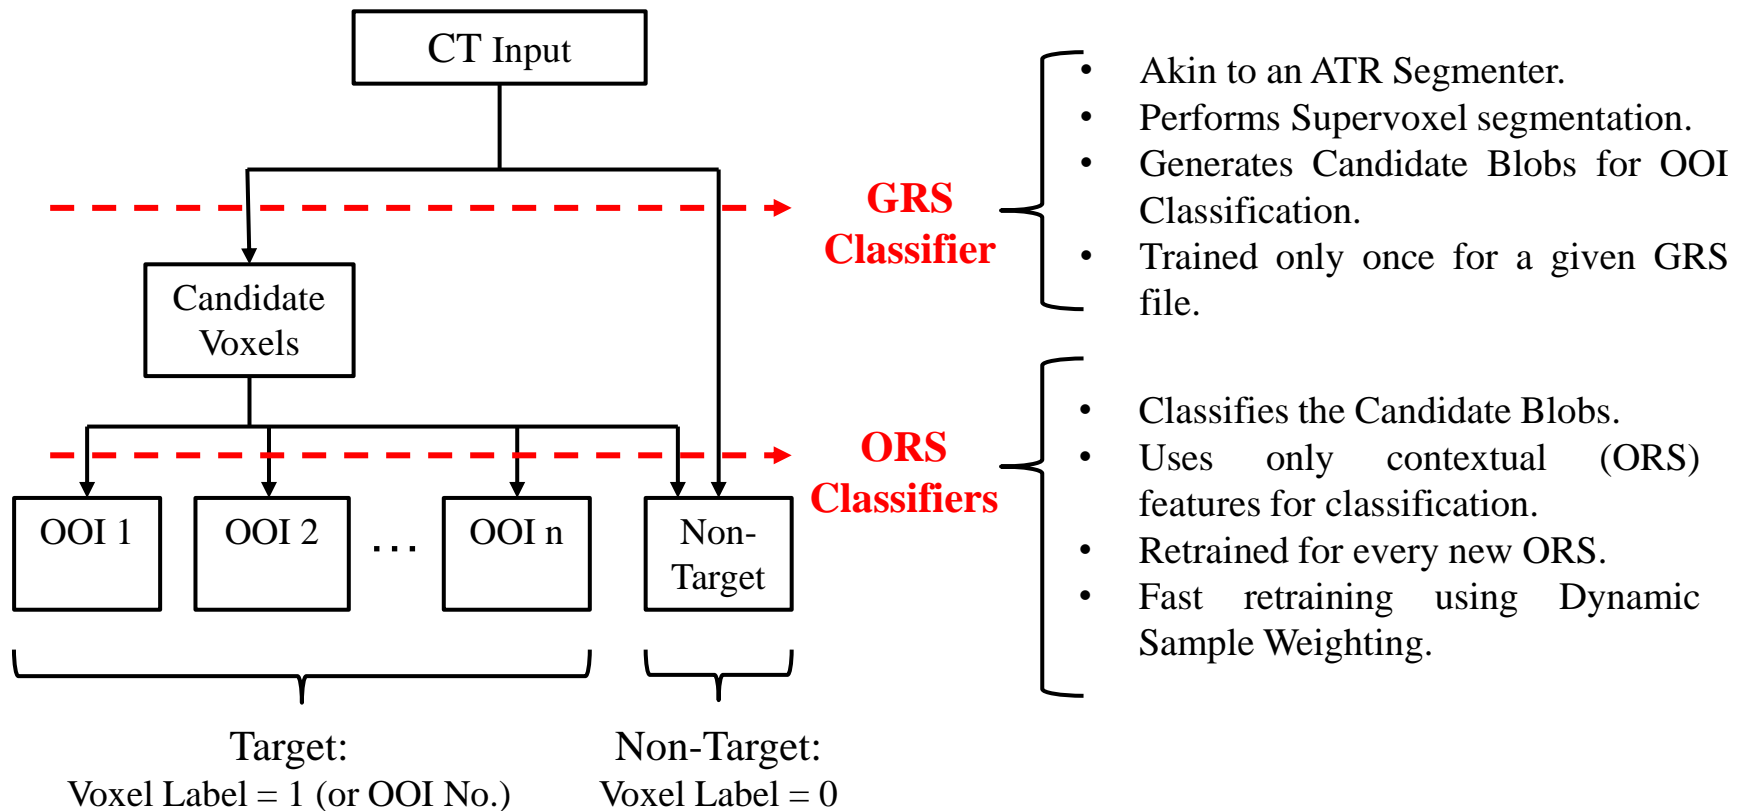 CT Input
• Akin to an ATR Segmenter.
• Performs Supervoxel segmentation.
• Generates Candidate Blobs for OOI
Classification.
• Trained only once for a given GRS
file.
GRS
Classifier
Candidate
Voxels
• Classifies the Candidate Blobs.
• Uses only contextual (ORS)
features for classification.
• Retrained for every new ORS.
• Fast retraining using Dynamic
Sample Weighting.
ORS
Classifiers
OOI 1
OOI 2
...
OOI n
Non-
Target
Target:
Voxel Label = 1 (or OOI No.)
Non-Target:
Voxel Label = 0